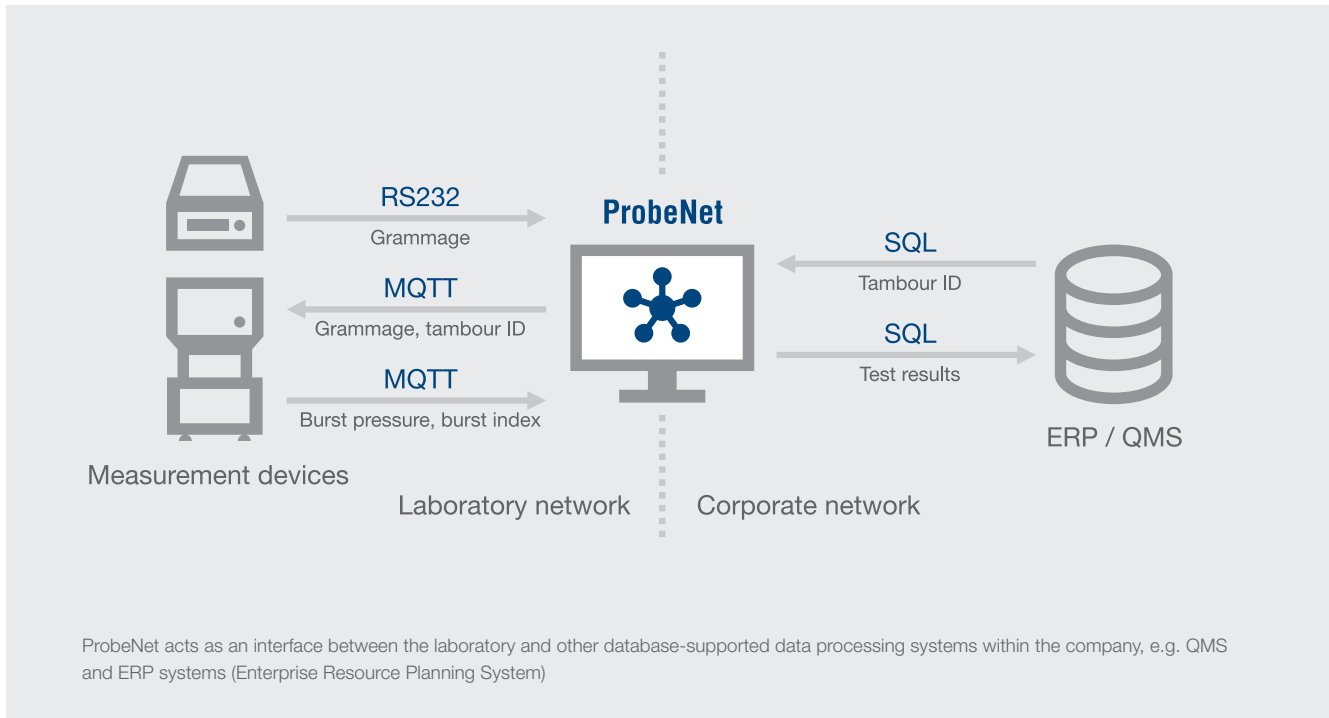 RS232
Grammage
MQTT
Grammage, tambour ID
MQTT
Burst pressure, burst index
Measurement devices
ProbeNet
SQL
Tambour ID
SQL
Test results
ERP / QMS
Laboratory network
Corporate network
ProbeNet acts as an interface between the laboratory and other database-supported data processing systems within the company, e.g. QMS
and ERP systems (Enterprise Resource Planning System)